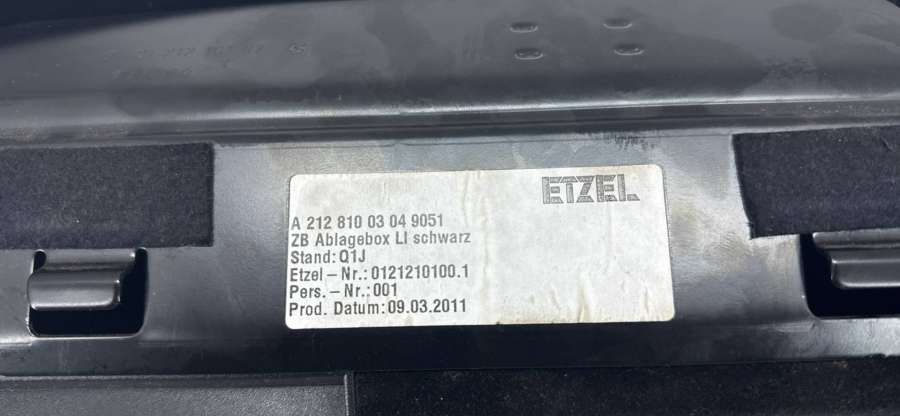 ETZEL
A 212 810 03 04 9051
ZB Ablagebox LI schwarz
Stand: Q1J
Etzel – Nr.: 0121210100.1
Pers. – Nr.: 001
Prod. Datum: 09.03.2011